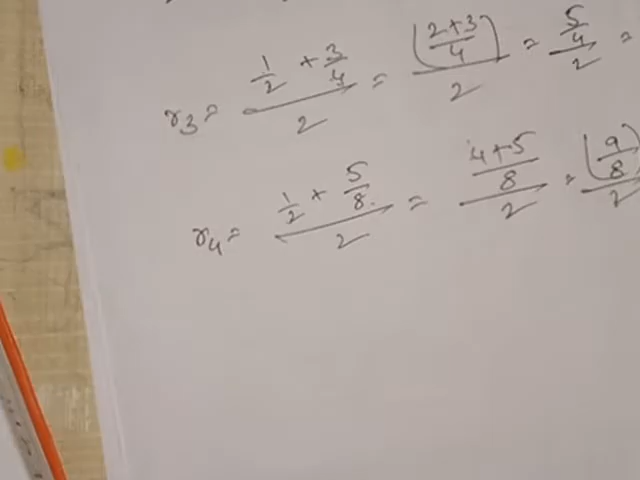 r3 = (1/2 + 3/4)/2 = ((2+3)/4)/2 = (5/4)/2 =
r4 = (1/2 + 5/8)/2 = ((4+5)/8)/2 = (9/8)/2